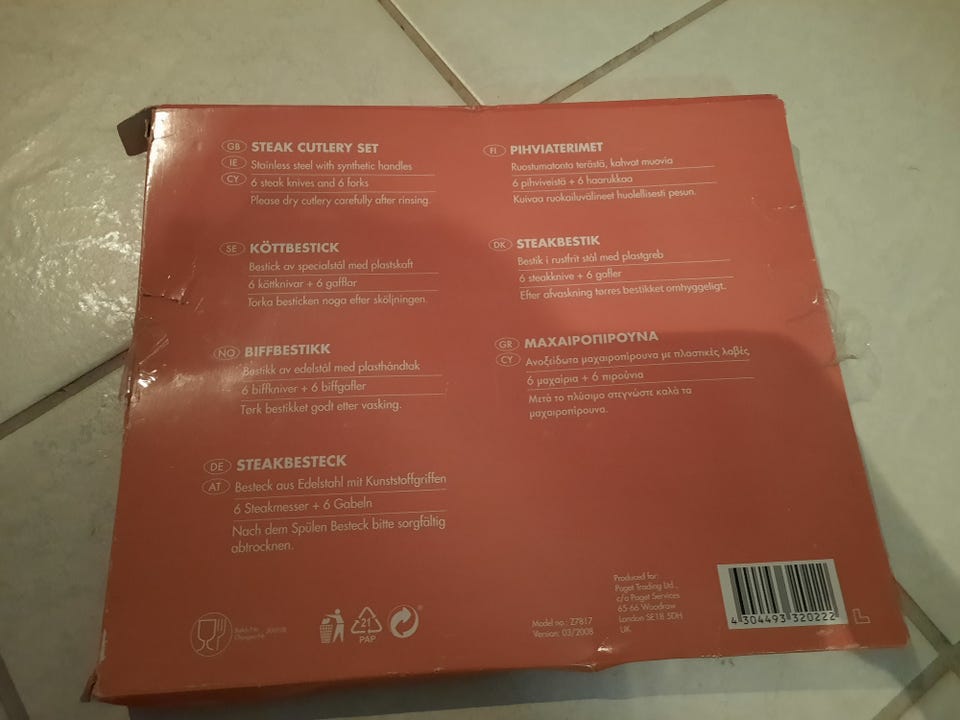 GB STEAK CUTLERY SET
IE Stainless steel with synthetic handles
CY 6 steak knives and 6 forks
Please dry cutlery carefully after rinsing.
SE KÖTTBESTICK
Bestick av specialstål med plastskaft
6 köttknivar + 6 gafflar
Torka besticken noga efter sköljningen.
NO BIFFBESTIKK
Bestikk av edelstål med plasthåndtak
6 biffkniver + 6 biffgafler
Tørk bestikket godt etter vasking.
DE STEAKBESTECK
AT Besteck aus Edelstahl mit Kunststoffgriffen
6 Steakmesser + 6 Gabeln
Nach dem Spülen Besteck bitte sorgfältig
abtrocknen.
FI PIHVIATERIMET
Ruostumatonta terästä, kahvat muovia
6 pihviveistä + 6 haarukkaa
Kuivaa ruokailuvälineet huolellisesti pesun.
DK STEAKBESTIK
Bestik i rustfrit stål med plastgreb
6 steakknive + 6 gafler
Efter afvaskning tørres bestikket omhyggeligt.
GR ΜΑΧΑΙΡΟΠΙΡΟΥΝΑ
CY Ανοξείδωτα μαχαιροπίρουνα με πλαστικές λαβές
6 μαχαίρια + 6 πιρούνια
Μετά το πλύσιμο στεγνώστε καλά τα
μαχαιροπίρουνα.
21
PAP
Model no.: Z7817
Version: 03/2008
Produced for:
Paget Trading Ltd.,
c/o Paget Services
65-66 Woodrow
London SE18 5DH
UK
4 304493 320222
L